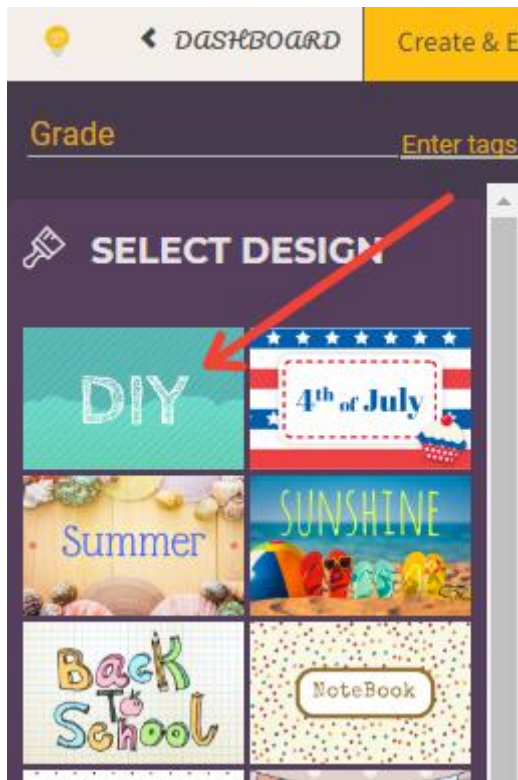 DASHBOARD
Create & E
Grade
Enter tags
SELECT DESIGN
DIY
4th of July
Summer
SUNSHINE
Back
To
School
NoteBook